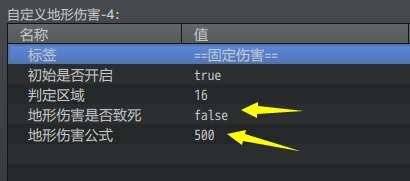 自定义地形伤害-4:
名称 值
标签 ==固定伤害==
初始是否开启 true
判定区域 16
地形伤害是否致死 false
地形伤害公式 500